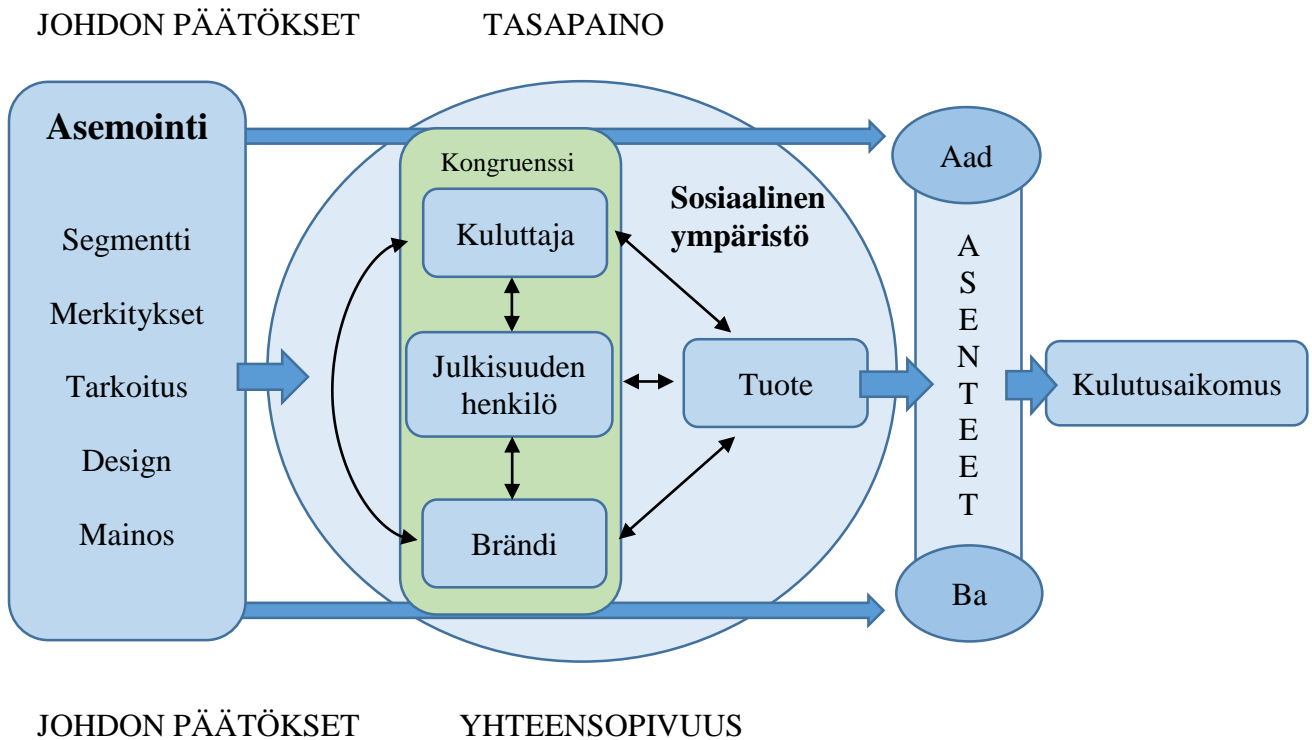 JOHDON PÄÄTÖKSET
TASAPAINO
Asemointi
Segmentti
Merkitykset
Tarkoitus
Design
Mainos
Kongruenssi
Kuluttaja
Julkisuuden
henkilö
Brändi
Sosiaalinen
ympäristö
Tuote
Aad
A
S
E
N
T
E
E
T
Ba
Kulutusaikomus
JOHDON PÄÄTÖKSET
YHTEENSOPIVUUS